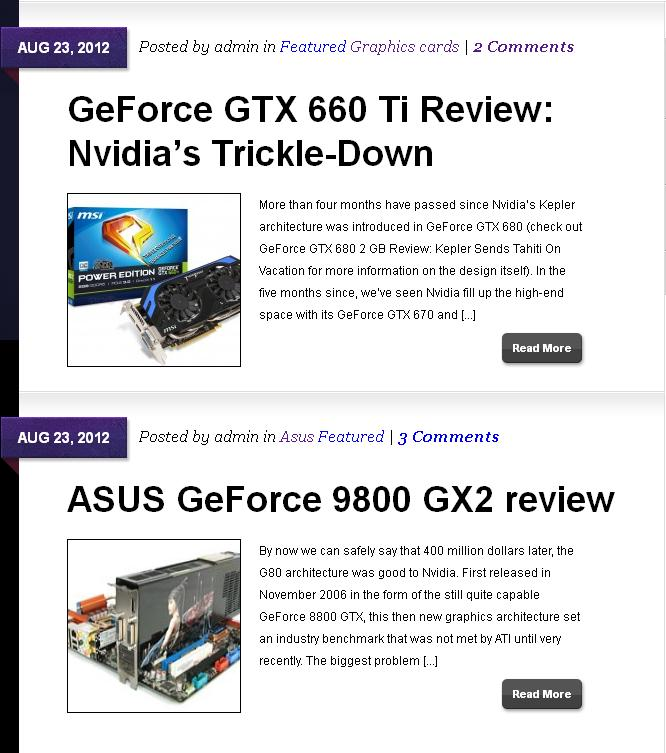 AUG 23, 2012
Posted by admin in Featured Graphics cards | 2 Comments
GeForce GTX 660 Ti Review:
Nvidia's Trickle-Down
msi
POWER EDITION
msi
More than four months have passed since Nvidia's Kepler
architecture was introduced in GeForce GTX 680 (check out
GeForce GTX 680 2 GB Review: Kepler Sends Tahiti On
Vacation for more information on the design itself). In the
five months since, we've seen Nvidia fill up the high-end
space with its GeForce GTX 670 and [...]
Read More
AUG 23, 2012
Posted by admin in Asus Featured | 3 Comments
ASUS GeForce 9800 GX2 review
By now we can safely say that 400 million dollars later, the
G80 architecture was good to Nvidia. First released in
November 2006 in the form of the still quite capable
GeForce 8800 GTX, this then new graphics architecture set
an industry benchmark that was not met by ATI until very
recently. The biggest problem [...]
Read More